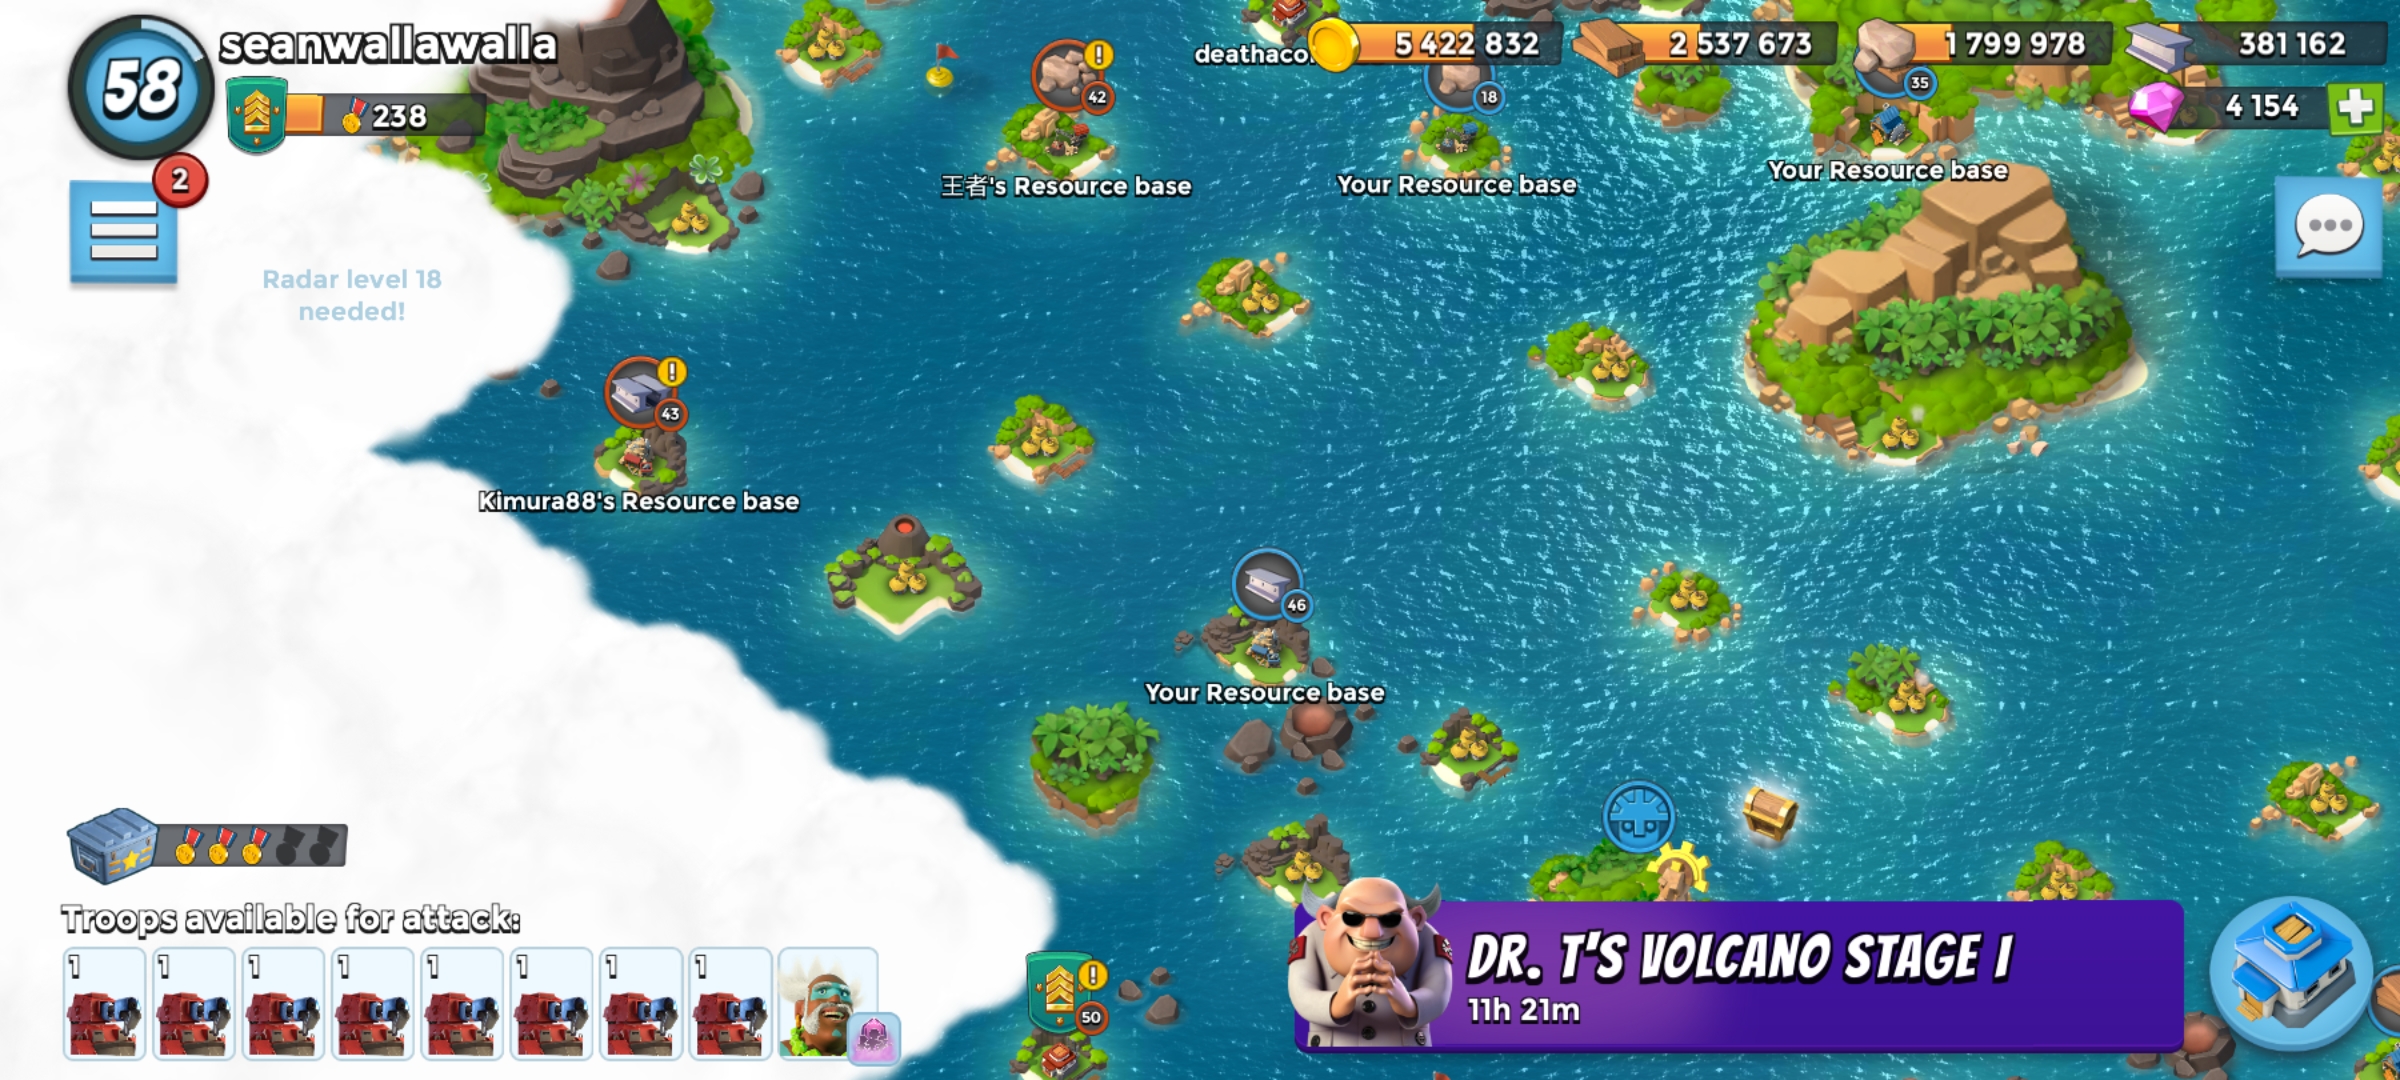 58
seanwallawalla
238
2
deathaco
5 422 832
2 537 673
1 799 978
381 162
4 154
!
42
18
35
王者's Resource base
Your Resource base
Your Resource base
Radar level 18
needed!
!
43
Kimura88's Resource base
46
Your Resource base
Troops available for attack:
1 1 1 1 1 1 1 1
!
50
DR. T'S VOLCANO STAGE I
11h 21m